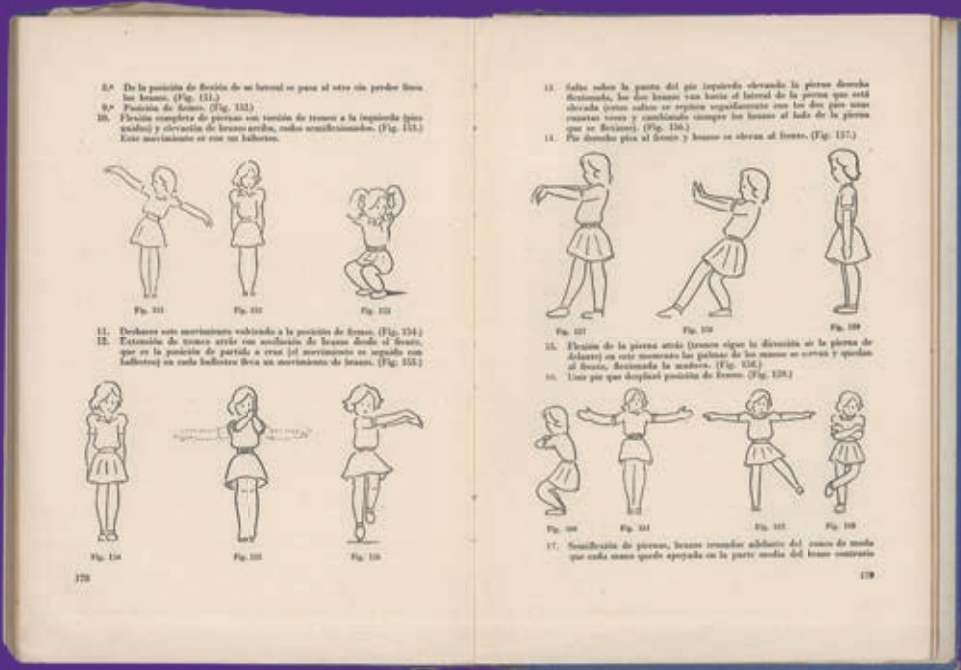 8.ª De la posición de flexión de un lateral se pasa al otro sin perder línea
los brazos. (Fig. 151.)
9.ª Posición de firmes. (Fig. 152.)
10. Flexión completa de piernas con torsión de tronco a la izquierda (pies
unidos) y elevación de brazos arriba, codos semiflexionados. (Fig. 153.)
Este movimiento es con un ballesteo.
Fig. 151
Fig. 152
Fig. 153
11. Deshacer este movimiento volviendo a la posición de firmes. (Fig. 154.)
12. Extensión de tronco atrás con oscilación de brazos desde el frente,
que es la posición de partida a cruz (el movimiento es seguido con
ballesteo) en cada ballesteo lleva un movimiento de brazos. (Fig. 155.)
Fig. 154
Fig. 155
Fig. 156
178
13. Salto sobre la punta del pie izquierdo elevando la pierna derecha
flexionada, los dos brazos van hacia el lateral de la pierna que está
elevada (estos saltos se repiten seguidamente con los dos pies unas
cuantas veces y cambiando siempre los brazos al lado de la pierna
que se flexione). (Fig. 156.)
14. Pie derecho pica al frente y brazos se elevan al frente. (Fig. 157.)
Fig. 157
Fig. 158
Fig. 159
15. Flexión de la pierna atrás (tronco sigue la dirección de la pierna de
delante) en este momento las palmas de las manos se elevan y quedan
al frente, flexionada la muñeca. (Fig. 158.)
16. Unir pie que desplazó posición de firmes. (Fig. 159.)
Fig. 160
Fig. 161
Fig. 162
Fig. 163
17. Semiflexión de piernas, brazos cruzados adelante del tronco de modo
que cada mano quede apoyada en la parte media del brazo contrario
179